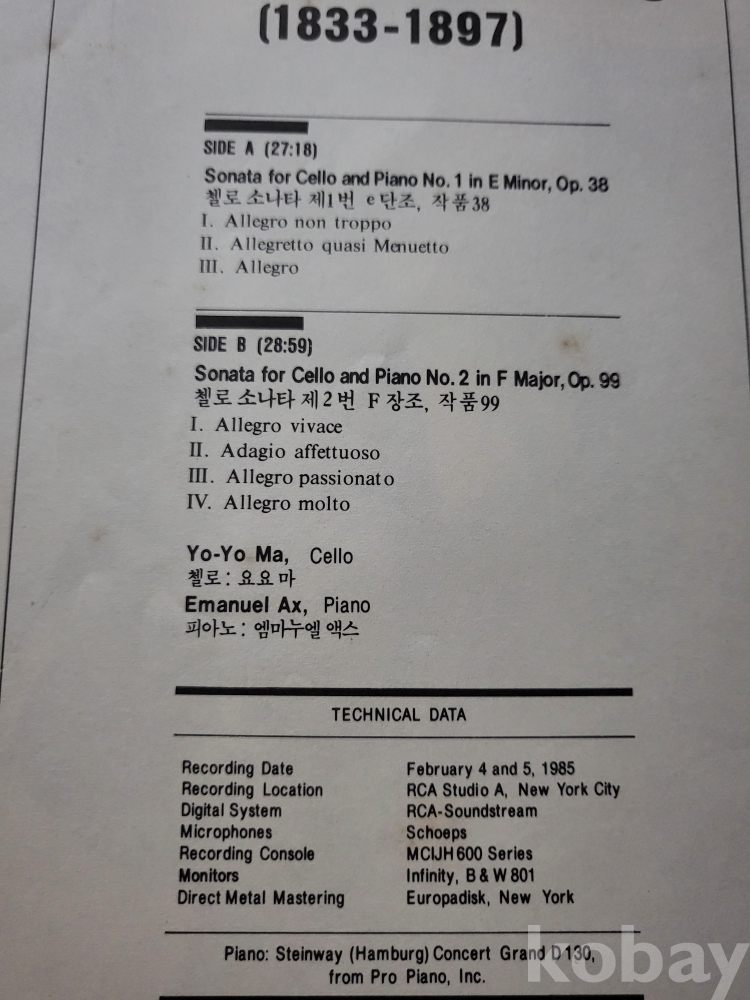 (1833-1897)
SIDE A (27:18)
Sonata for Cello and Piano No. 1 in E Minor, Op. 38
첼로 소나타 제1번 e단조, 작품38
I. Allegro non troppo
II. Allegretto quasi Menuetto
III. Allegro
SIDE B (28:59)
Sonata for Cello and Piano No. 2 in F Major, Op. 99
첼로 소나타 제2번 F장조, 작품99
I. Allegro vivace
II. Adagio affettuoso
III. Allegro passionato
IV. Allegro molto
Yo-Yo Ma, Cello
첼로: 요요마
Emanuel Ax, Piano
피아노: 엠마누엘 액스
TECHNICAL DATA
Recording Date February 4 and 5, 1985
Recording Location RCA Studio A, New York City
Digital System RCA-Soundstream
Microphones Schoeps
Recording Console MCIJH 600 Series
Monitors Infinity, B & W 801
Direct Metal Mastering Europadisk, New York
Piano: Steinway (Hamburg) Concert Grand D 130,
from Pro Piano, Inc.
kobay